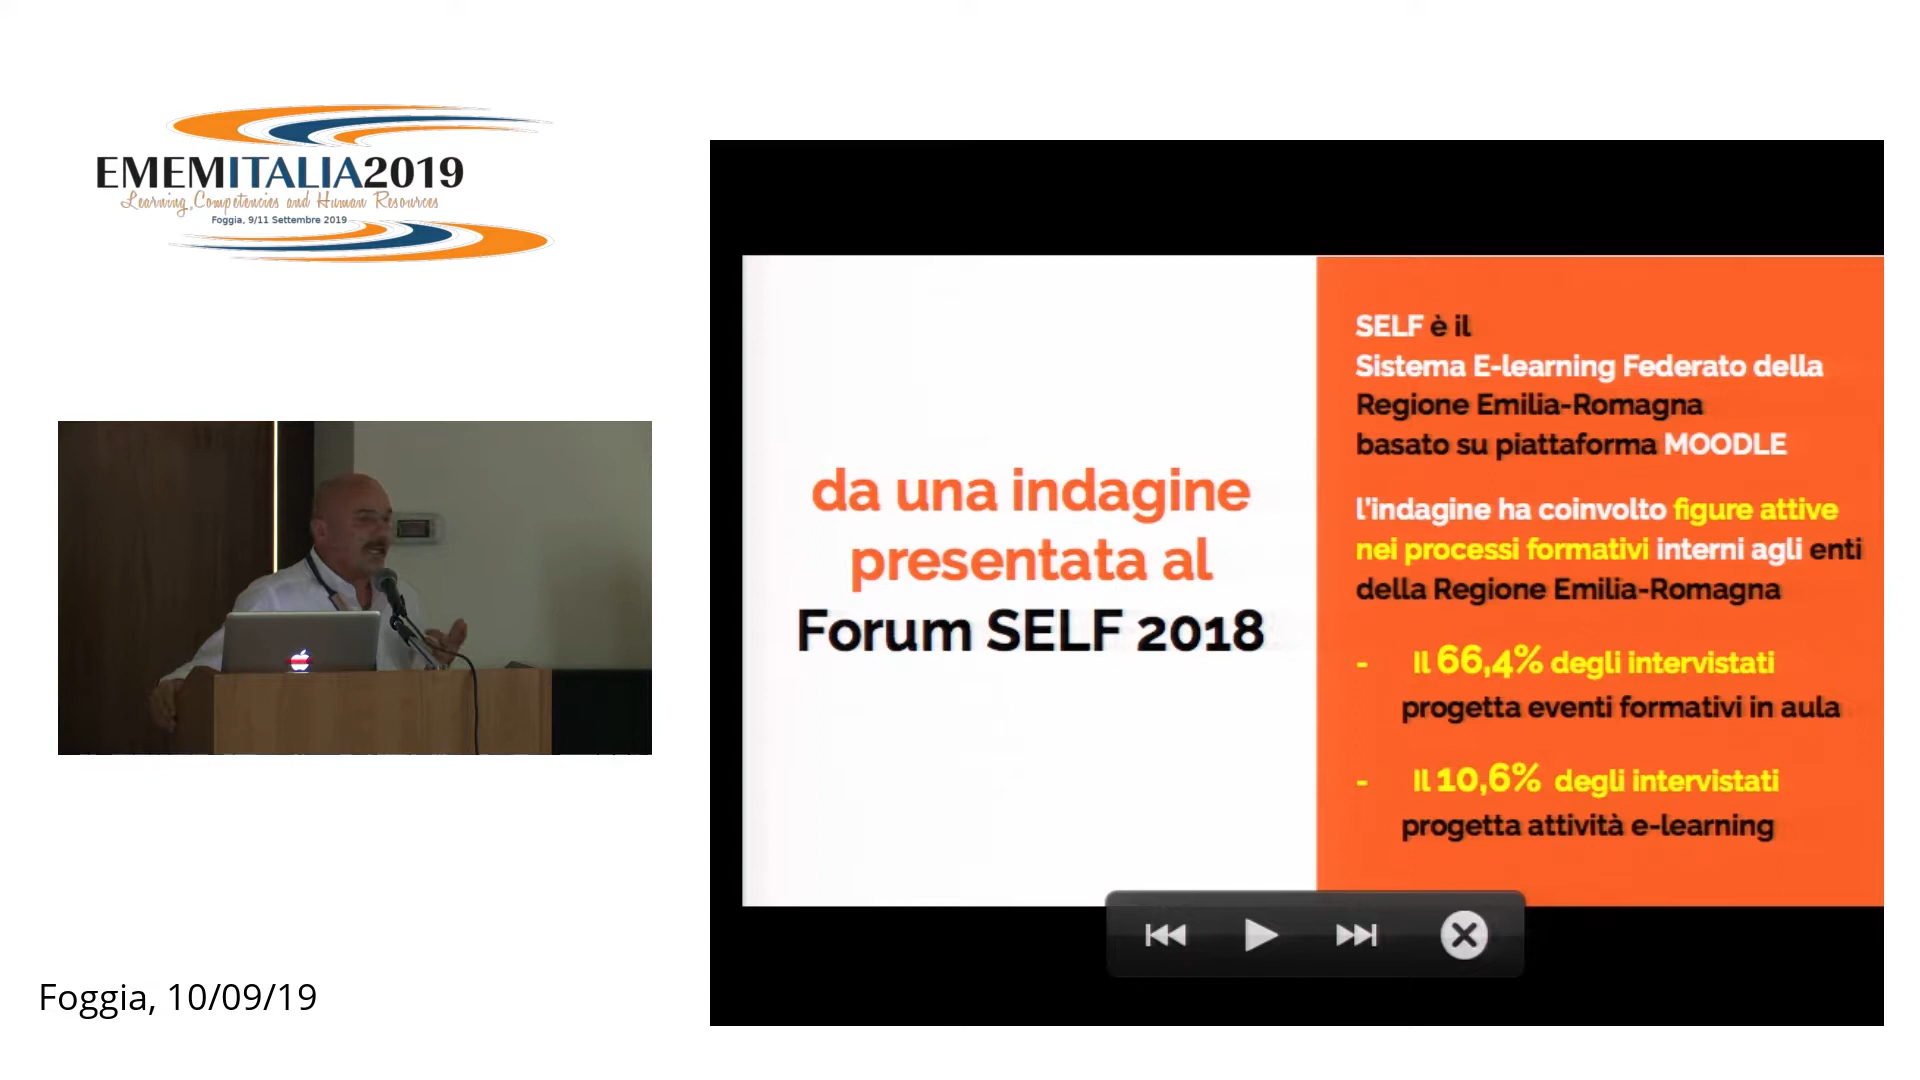 EMEMITALIA2019
Learning, Competencies and Human Resources
Foggia, 9/11 Settembre 2019
da una indagine
presentata al
Forum SELF 2018
SELF è il
Sistema E-learning Federato della
Regione Emilia-Romagna
basato su piattaforma MOODLE
l'indagine ha coinvolto figure attive
nei processi formativi interni agli enti
della Regione Emilia-Romagna
- Il 66,4% degli intervistati
progetta eventi formativi in aula
- Il 10,6% degli intervistati
progetta attività e-learning
Foggia, 10/09/19